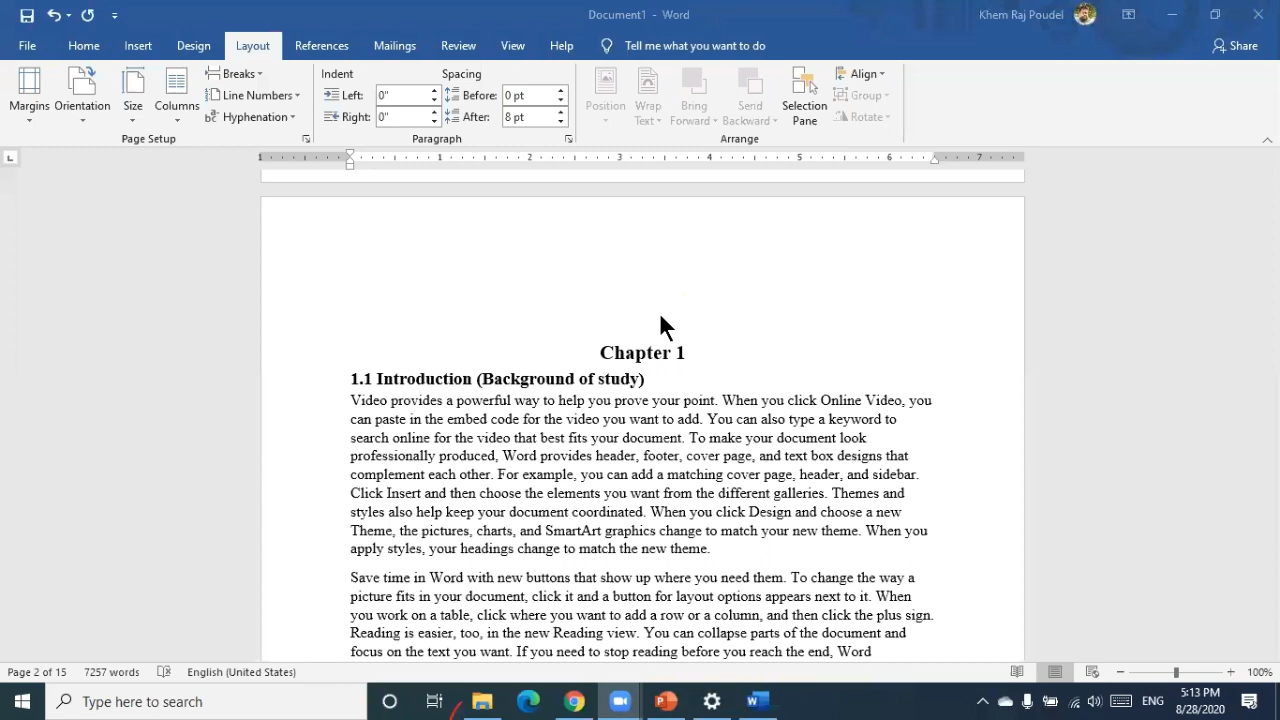 Document1 - Word
Khem Raj Poudel
File Home Insert Design Layout References Mailings Review View Help Tell me what you want to do Share
Margins
Orientation
Size
Columns
Breaks
Line Numbers
Hyphenation
Page Setup
Indent
Left: 0"
Right: 0"
Spacing
Before: 0 pt
After: 8 pt
Paragraph
Position
Wrap
Text
Bring
Forward
Send
Backward
Selection
Pane
Align
Group
Rotate
Arrange
1 1 2 3 4 5 6 7
Chapter 1
1.1 Introduction (Background of study)
Video provides a powerful way to help you prove your point. When you click Online Video, you
can paste in the embed code for the video you want to add. You can also type a keyword to
search online for the video that best fits your document. To make your document look
professionally produced, Word provides header, footer, cover page, and text box designs that
complement each other. For example, you can add a matching cover page, header, and sidebar.
Click Insert and then choose the elements you want from the different galleries. Themes and
styles also help keep your document coordinated. When you click Design and choose a new
Theme, the pictures, charts, and SmartArt graphics change to match your new theme. When you
apply styles, your headings change to match the new theme.
Save time in Word with new buttons that show up where you need them. To change the way a
picture fits in your document, click it and a button for layout options appears next to it. When
you work on a table, click where you want to add a row or a column, and then click the plus sign.
Reading is easier, too, in the new Reading view. You can collapse parts of the document and
focus on the text you want. If you need to stop reading before you reach the end, Word
Page 2 of 15 7257 words English (United States) 100%
Type here to search
ENG
5:13 PM
8/28/2020